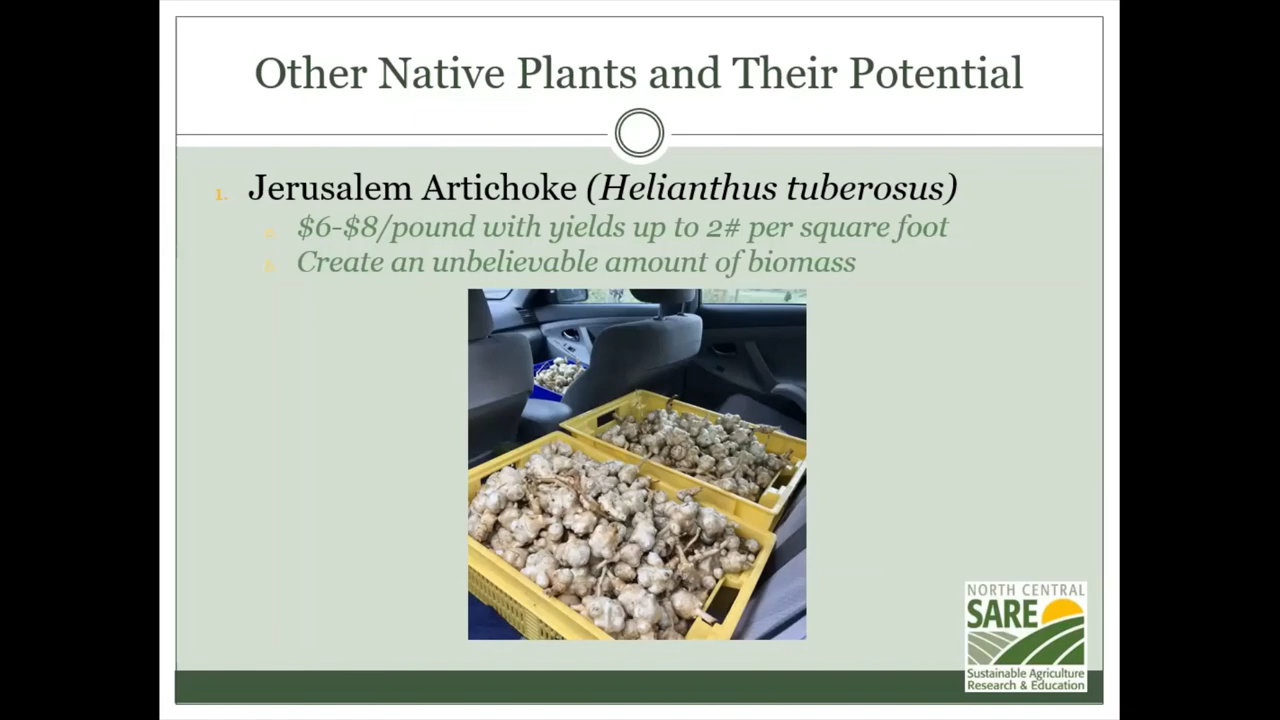 Other Native Plants and Their Potential
1. Jerusalem Artichoke (Helianthus tuberosus)
a. $6-$8/pound with yields up to 2# per square foot
b. Create an unbelievable amount of biomass
NORTH CENTRAL
SARE
Sustainable Agriculture
Research & Education